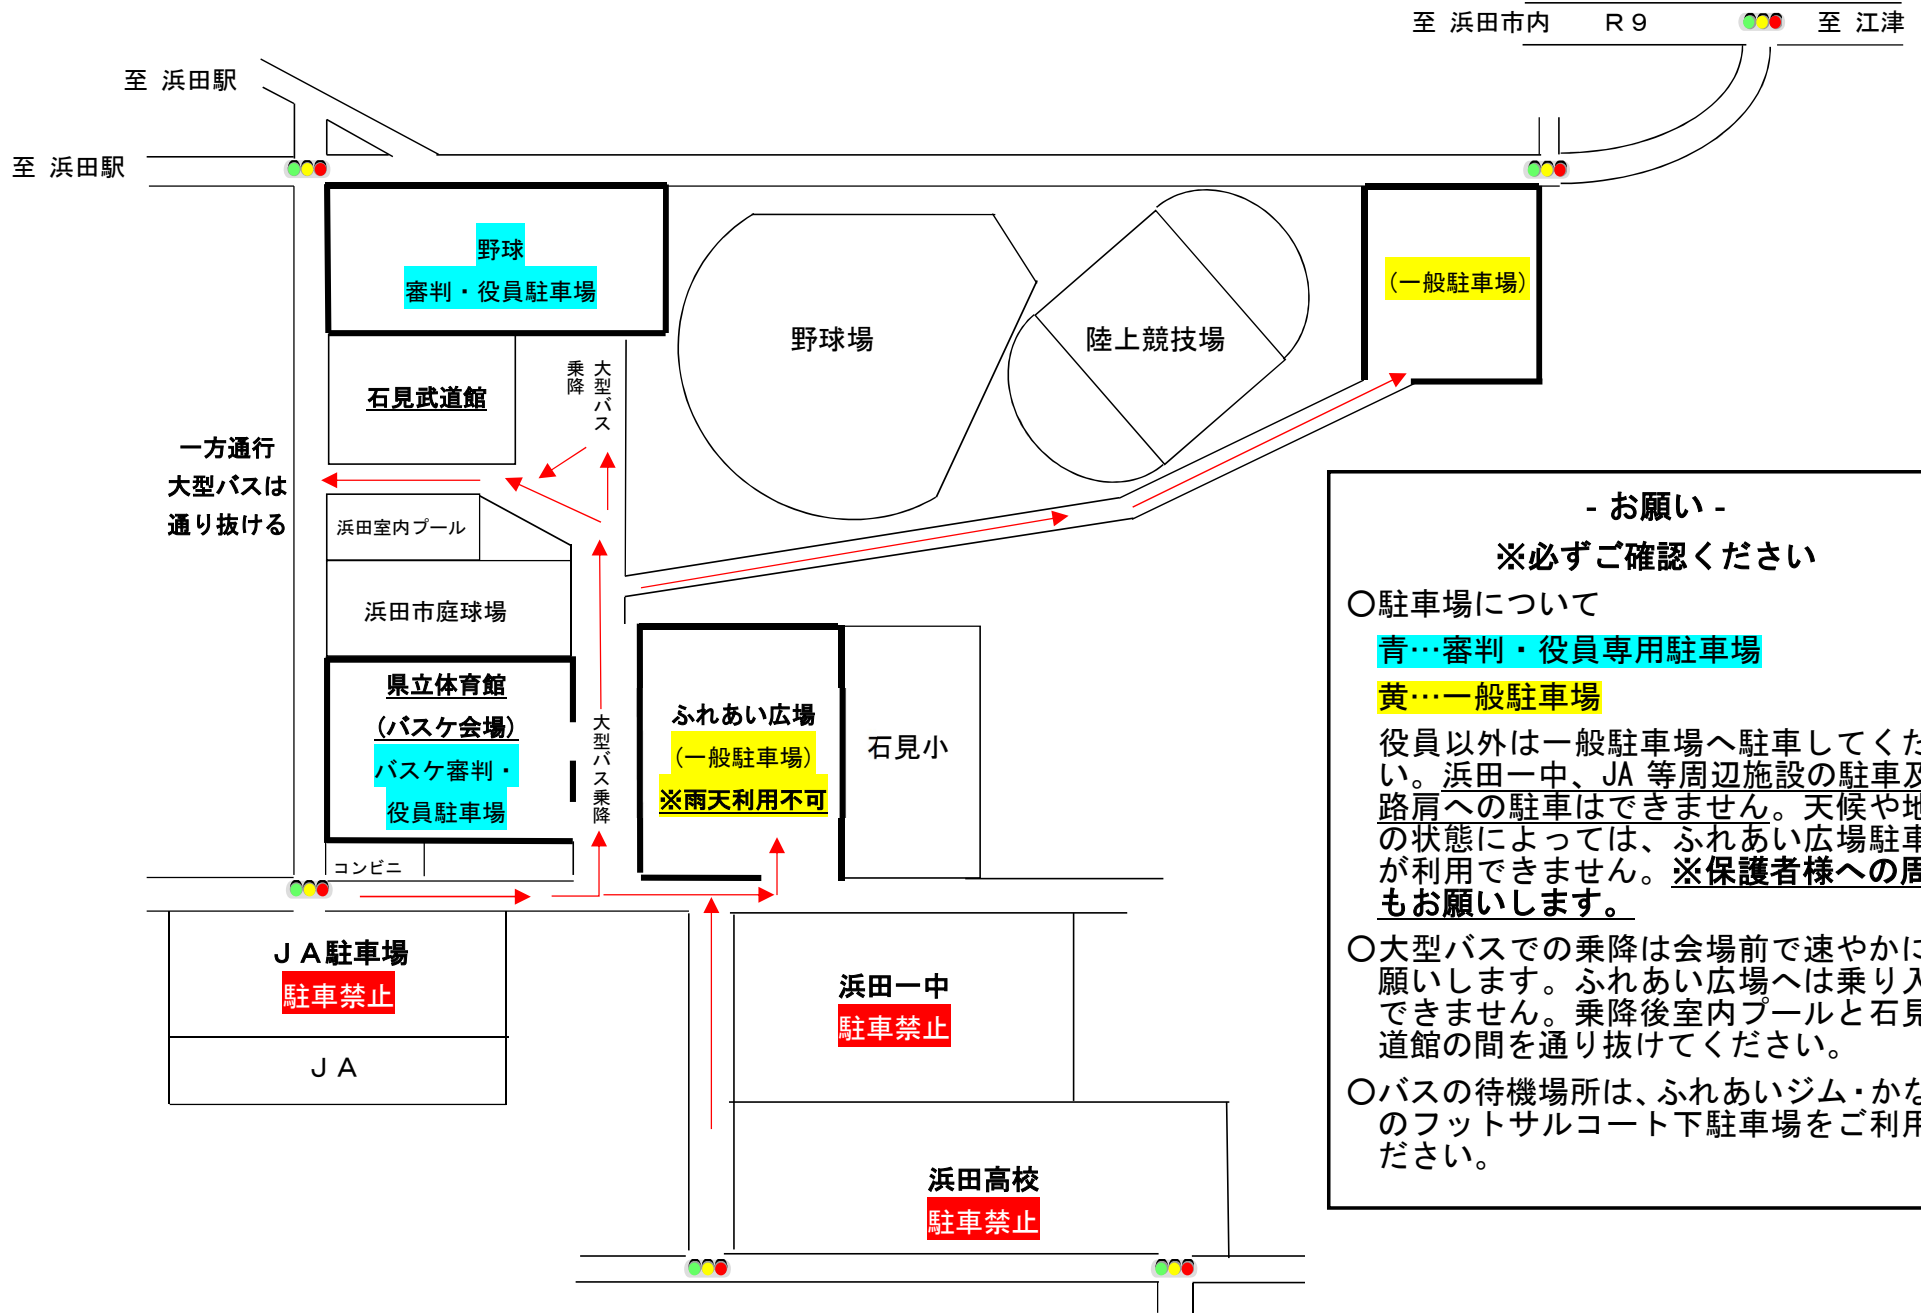 至 浜田市内 R9 至 江津
至 浜田駅
至 浜田駅
野球
審判・役員駐車場
(一般駐車場)
野球場
陸上競技場
大型バス
乗降
石見武道館
一方通行
大型バスは
通り抜ける
浜田室内プール
浜田市庭球場
県立体育館
(バスケ会場)
バスケ審判・
役員駐車場
大型バス乗降
ふれあい広場
(一般駐車場)
※雨天利用不可
石見小
コンビニ
JA駐車場
駐車禁止
JA
浜田一中
駐車禁止
浜田高校
駐車禁止
- お願い -
※必ずご確認ください
○駐車場について
青…審判・役員専用駐車場
黄…一般駐車場
役員以外は一般駐車場へ駐車してくだ
い。浜田一中、JA 等周辺施設の駐車及
路肩への駐車はできません。天候や地
の状態によっては、ふれあい広場駐車
が利用できません。※保護者様への周
もお願いします。
○大型バスでの乗降は会場前で速やかに
願いします。ふれあい広場へは乗り入
できません。乗降後室内プールと石見
道館の間を通り抜けてください。
○バスの待機場所は、ふれあいジム・かな
のフットサルコート下駐車場をご利用
ださい。